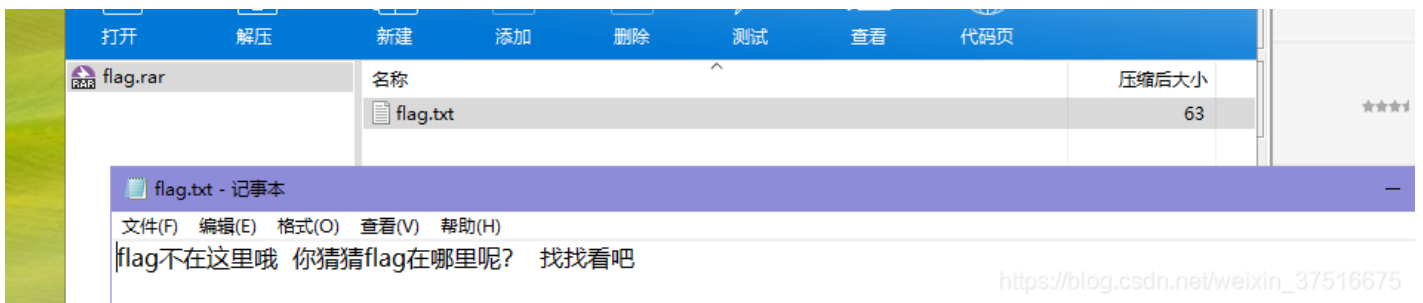 打开 解压 新建 添加 删除 测试 查看 代码页
RAR flag.rar 名称 压缩后大小
flag.txt 63
flag.txt - 记事本
文件(F) 编辑(E) 格式(O) 查看(V) 帮助(H)
flag不在这里哦 你猜猜flag在哪里呢？ 找找看吧
https://blog.csdn.net/weixin_37516675